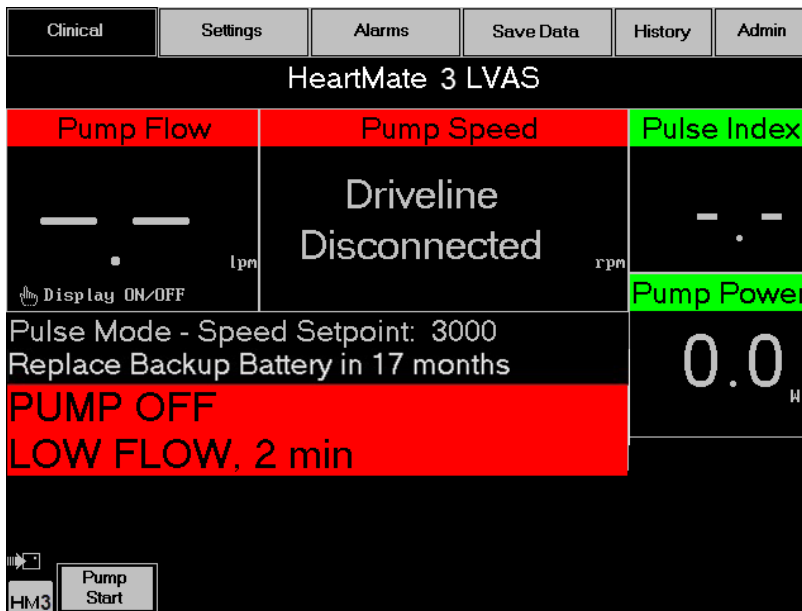 Clinical Settings Alarms Save Data History Admin
HeartMate 3 LVAS
Pump Flow Pump Speed Pulse Index
Driveline
Disconnected
-- -- . lpm rpm - . -
Display ON/OFF
Pump Power
Pulse Mode - Speed Setpoint: 3000
Replace Backup Battery in 17 months
0.0 W
PUMP OFF
LOW FLOW, 2 min
Pump
Start
HM3